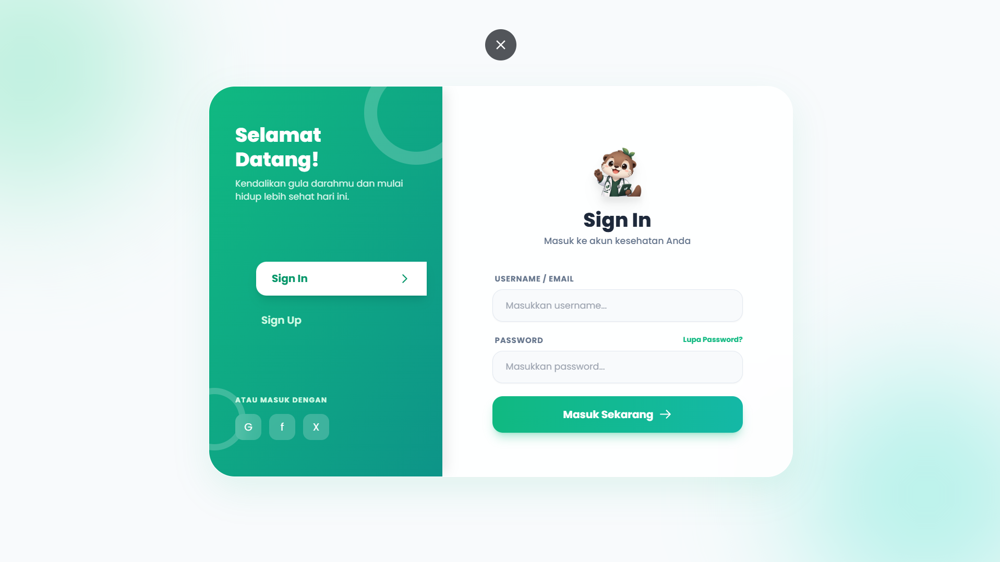 Selamat
Datang!
Kendalikan gula darahmu dan mulai
hidup lebih sehat hari ini.
Sign In
Sign Up
ATAU MASUK DENGAN
G f X
Sign In
Masuk ke akun kesehatan Anda
USERNAME / EMAIL
Masukkan username...
PASSWORD Lupa Password?
Masukkan password...
Masuk Sekarang →